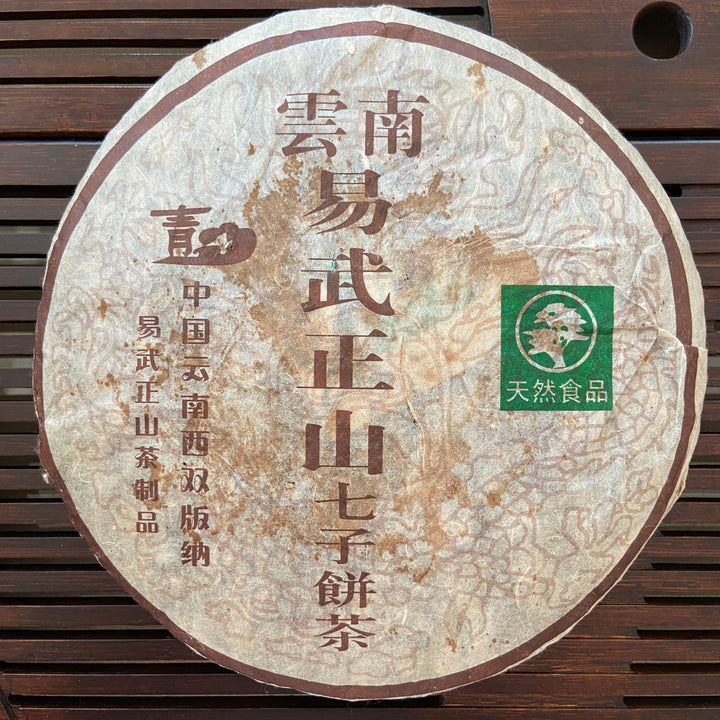 雲南
易武正山七子餅茶
中国云南西双版纳
易武正山茶制品
天然食品